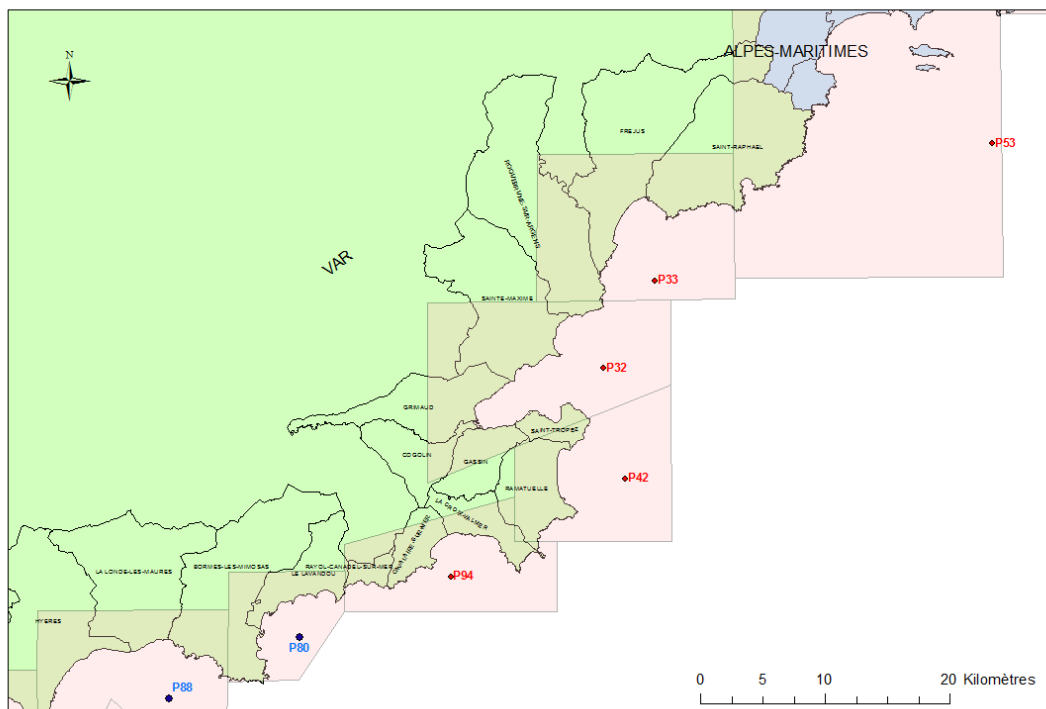 N
ALPES-MARITIMES
FREJUS
SAINT-RAPHAEL
P53
ROQUEBRUNE-SUR-ARGENS
VAR
P33
SAINTE-MAXIME
P32
GRIMAUD
SAINT-TROPEZ
COGOLIN
GASSIN
P42
RAMATUELLE
LA CROIX-VALMER
CAVALAIRE-SUR-MER
BORMES-LES-MIMOSAS
RAYOL-CANADEL-SUR-MER
LA LONDE-LES-MAURES
LE LAVANDOU
P94
HYERES
P80
P88
0 5 10 20 Kilomètres